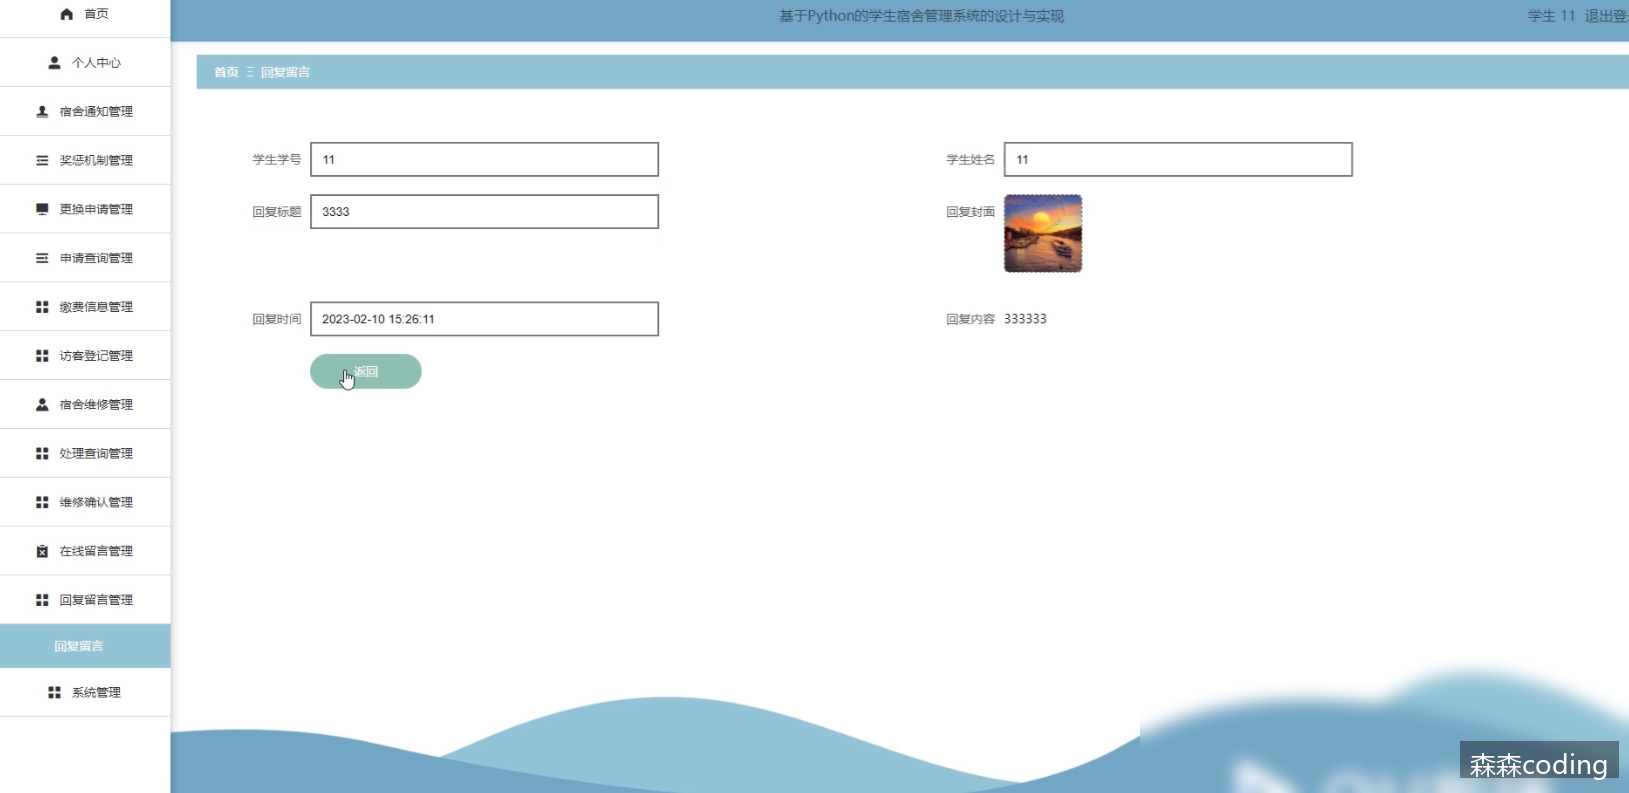 首页
基于Python的学生宿舍管理系统的设计与实现
学生 11 退出登
个人中心
首页 回复留言
宿舍通知管理
奖惩机制管理
学生学号 11
学生姓名 11
更换申请管理
回复标题 3333
回复封面
申请查询管理
缴费信息管理
回复时间 2023-02-10 15:26:11
回复内容 333333
访客登记管理
返回
宿舍维修管理
处理查询管理
维修确认管理
在线留言管理
回复留言管理
回复留言
系统管理
森森coding